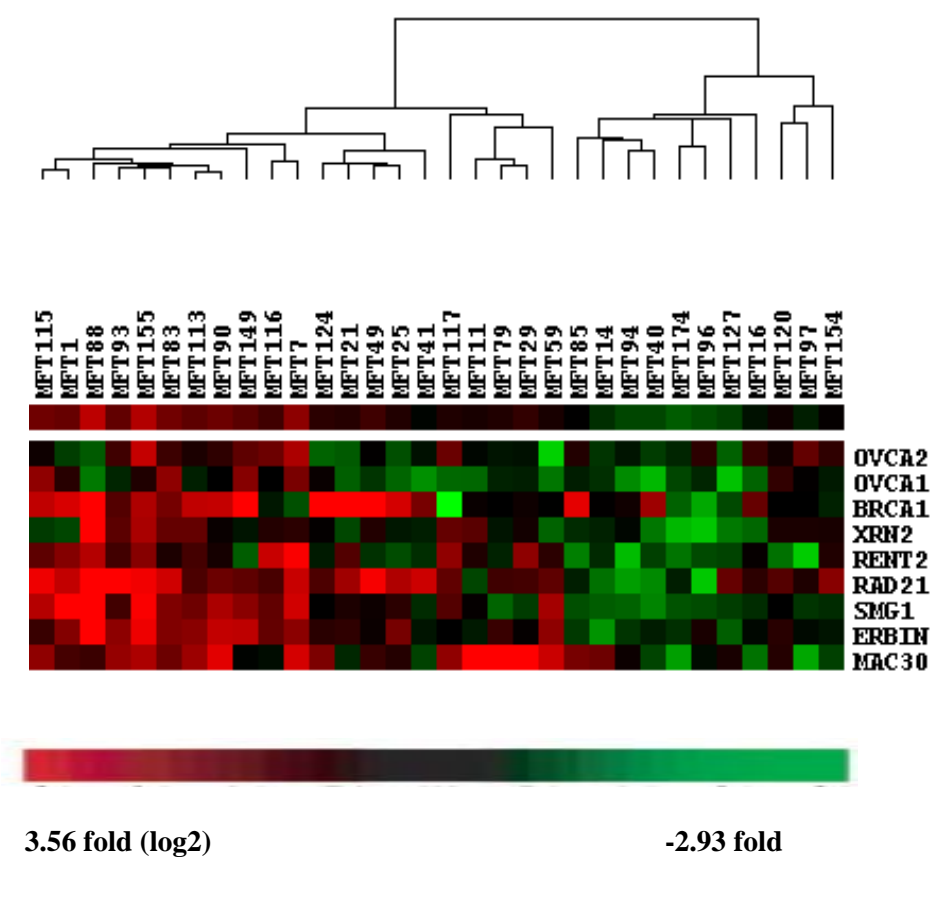 MFT115
MFT1
MFT88
MFT93
MFT155
MFT83
MFT113
MFT90
MFT149
MFT116
MFT7
MFT124
MFT21
MFT49
MFT25
MFT41
MFT117
MFT11
MFT79
MFT29
MFT59
MFT85
MFT14
MFT94
MFT40
MFT174
MFT96
MFT127
MFT16
MFT120
MFT97
MFT154
OVCA2
OVCA1
BRCA1
XRN2
RENT2
RAD21
SMG1
ERBIN
MAC30
3.56 fold (log2) -2.93 fold